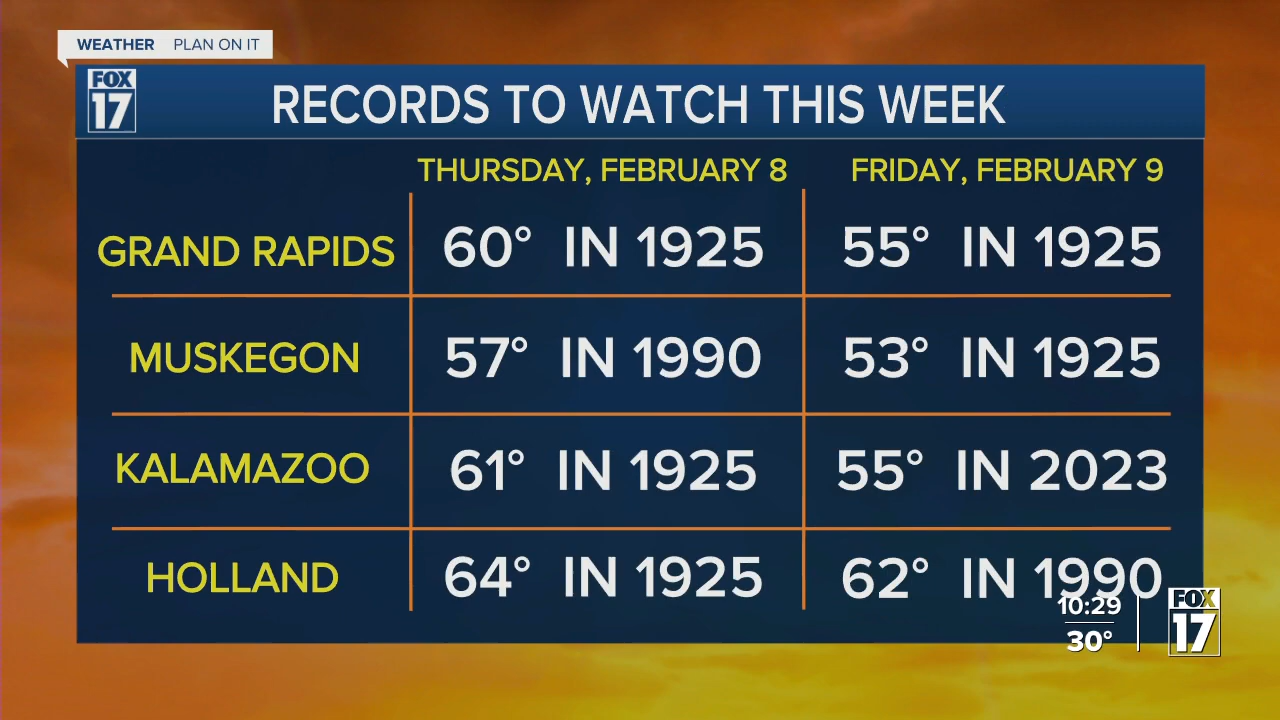 WEATHER PLAN ON IT
FOX
17
RECORDS TO WATCH THIS WEEK
THURSDAY, FEBRUARY 8 FRIDAY, FEBRUARY 9
GRAND RAPIDS 60° IN 1925 55° IN 1925
MUSKEGON 57° IN 1990 53° IN 1925
KALAMAZOO 61° IN 1925 55° IN 2023
HOLLAND 64° IN 1925 62° IN 1990
10:29
30°
FOX
17